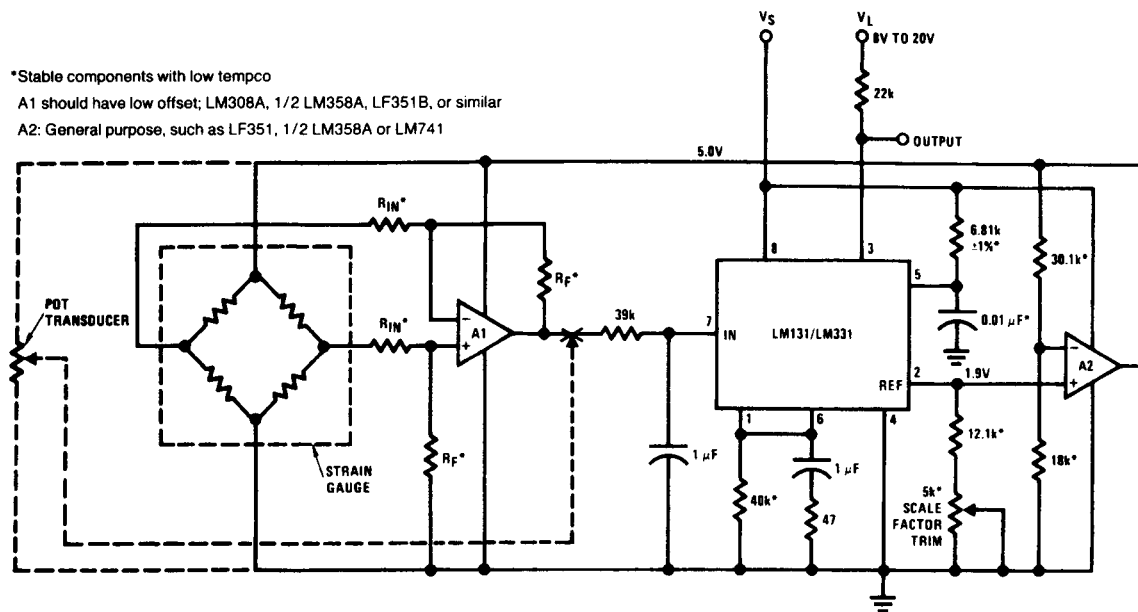 *Stable components with low tempco
A1 should have low offset; LM308A, 1/2 LM358A, LF351B, or similar
A2: General purpose, such as LF351, 1/2 LM358A or LM741
VS
VL
8V TO 20V
22k
OUTPUT
5.0V
RIN*
RF*
6.81k
±1%*
30.1k*
8
3
5
POT
TRANSDUCER
RIN*
−
A1
+
39k
7
IN
LM131/LM331
0.01 µF*
−
A2
+
REF
2
1.9V
1
6
4
12.1k*
RF*
STRAIN
GAUGE
1 µF
1 µF
40k*
47
5k*
SCALE
FACTOR
TRIM
18k*